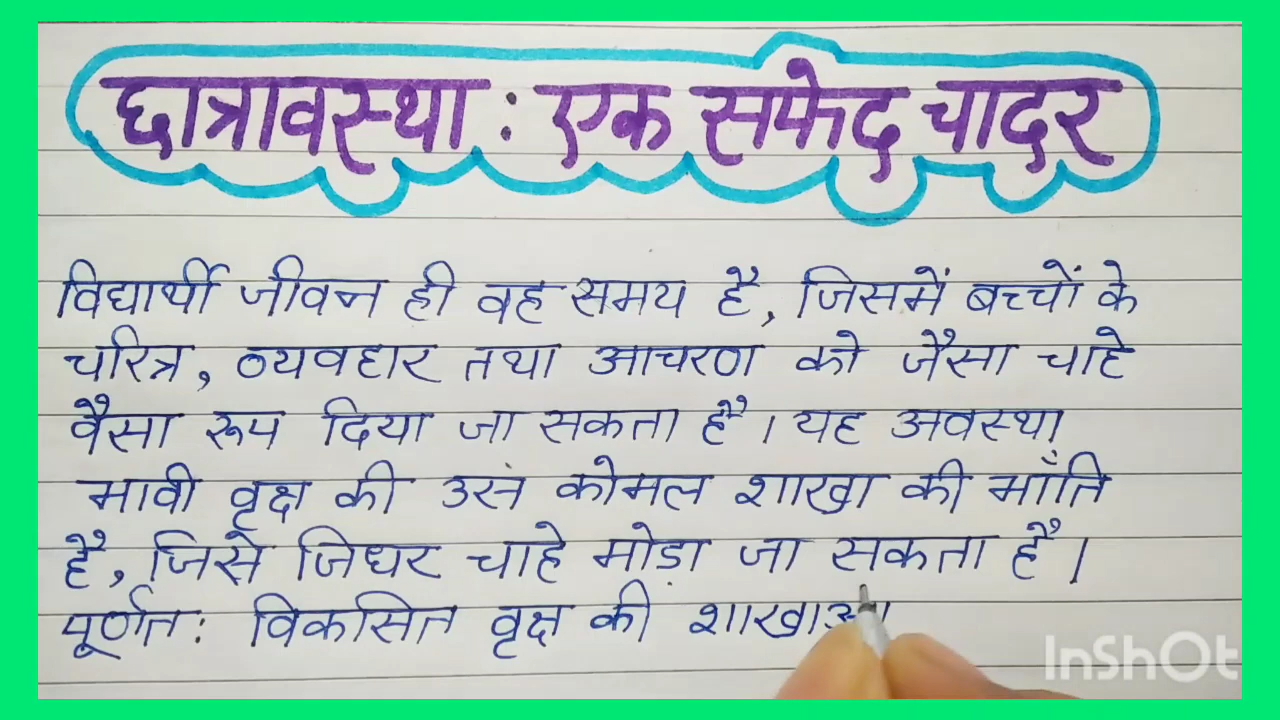 छात्रावस्था : एक सफेद चादर
विद्यार्थी जीवन ही वह समय है, जिसमें बच्चों के
चरित्र, व्यवहार तथा आचरण को जैसा चाहे
वैसा रूप दिया जा सकता है। यह अवस्था
भावी वृक्ष की उस कोमल शाखा की भाँति
है, जिसे जिधर चाहे मोड़ा जा सकता है।
पूर्णत: विकसित वृक्ष की शाखाओ
InShOt